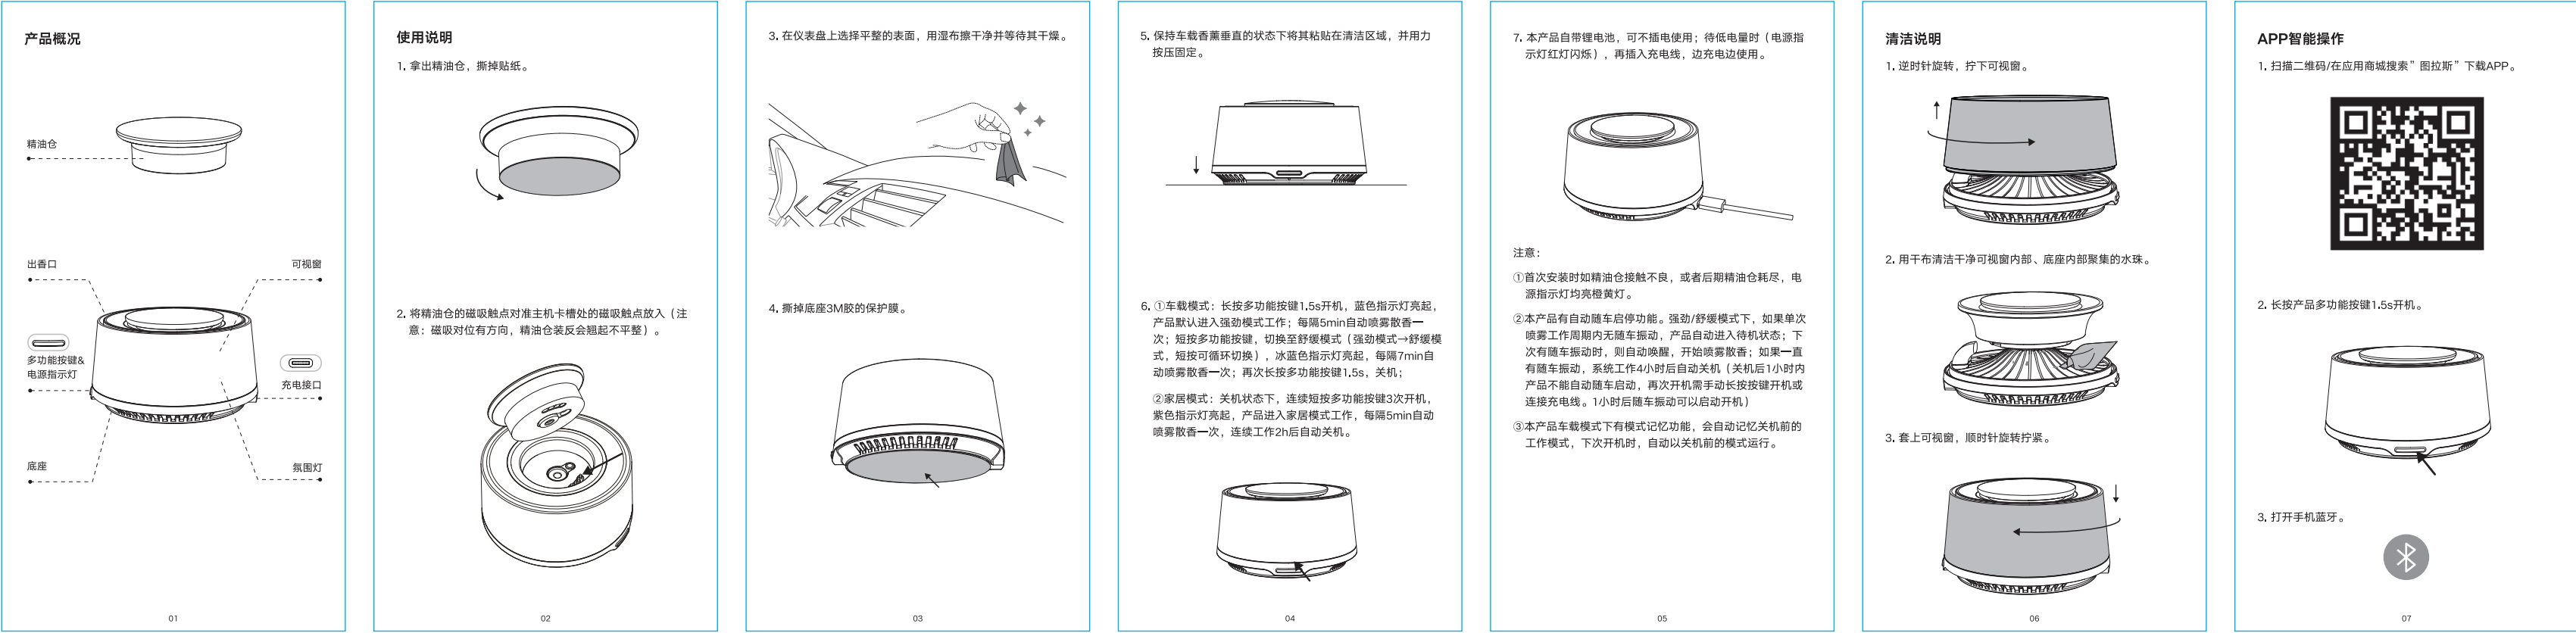 产品概况
精油仓
出香口
可视窗
多功能按键&
电源指示灯
充电接口
底座
氛围灯
01
使用说明
1. 拿出精油仓，撕掉贴纸。
2. 将精油仓的磁吸触点对准主机卡槽处的磁吸触点放入（注
意：磁吸对位有方向，精油仓装反会翘起不平整）。
02
3. 在仪表盘上选择平整的表面，用湿布擦干净并等待其干燥。
4. 撕掉底座3M胶的保护膜。
03
5. 保持车载香薰垂直的状态下将其粘贴在清洁区域，并用力
按压固定。
6. ①车载模式：长按多功能按键1.5s开机，蓝色指示灯亮起，
产品默认进入强劲模式工作；每隔5min自动喷雾散香一
次；短按多功能按键，切换至舒缓模式（强劲模式→舒缓模
式，短按可循环切换），冰蓝色指示灯亮起，每隔7min自
动喷雾散香一次；再次长按多功能按键1.5s，关机；
②家居模式：关机状态下，连续短按多功能按键3次开机，
紫色指示灯亮起，产品进入家居模式工作，每隔5min自动
喷雾散香一次，连续工作2h后自动关机。
04
7. 本产品自带锂电池，可不插电使用；待低电量时（电源指
示灯红灯闪烁），再插入充电线，边充电边使用。
注意：
①首次安装时如精油仓接触不良，或者后期精油仓耗尽，电
源指示灯均亮橙黄灯。
②本产品有自动随车启停功能。强劲/舒缓模式下，如果单次
喷雾工作周期内无随车振动，产品自动进入待机状态；下
次有随车振动时，则自动唤醒，开始喷雾散香；如果一直
有随车振动，系统工作4小时后自动关机（关机后1小时内
产品不能自动随车启动，再次开机需手动长按按键开机或
连接充电线。1小时后随车振动可以启动开机）
③本产品车载模式下有模式记忆功能，会自动记忆关机前的
工作模式，下次开机时，自动以关机前的模式运行。
05
清洁说明
1. 逆时针旋转，拧下可视窗。
2. 用干布清洁干净可视窗内部、底座内部聚集的水珠。
3. 套上可视窗，顺时针旋转拧紧。
06
APP智能操作
1. 扫描二维码/在应用商城搜索”图拉斯”下载APP。
2. 长按产品多功能按键1.5s开机。
3. 打开手机蓝牙。
07